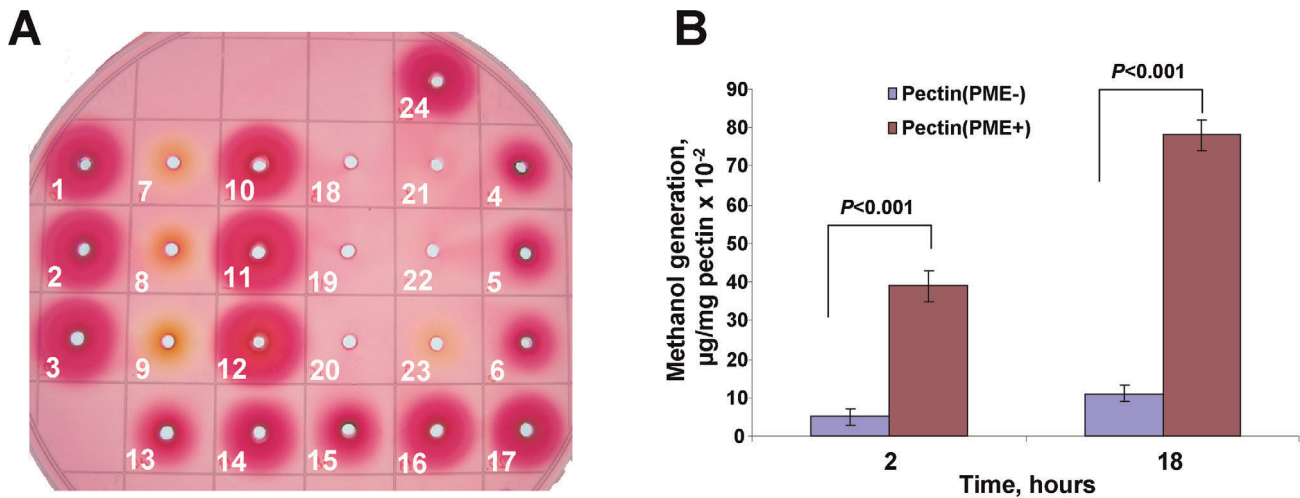 A
24
1 7 10 18 21 4
2 8 11 19 22 5
3 9 12 20 23 6
13 14 15 16 17
B
Methanol generation,
µg/mg pectin x 10-2
90
80
70
60
50
40
30
20
10
0
Pectin(PME-)
Pectin(PME+)
P<0.001
P<0.001
2 18
Time, hours